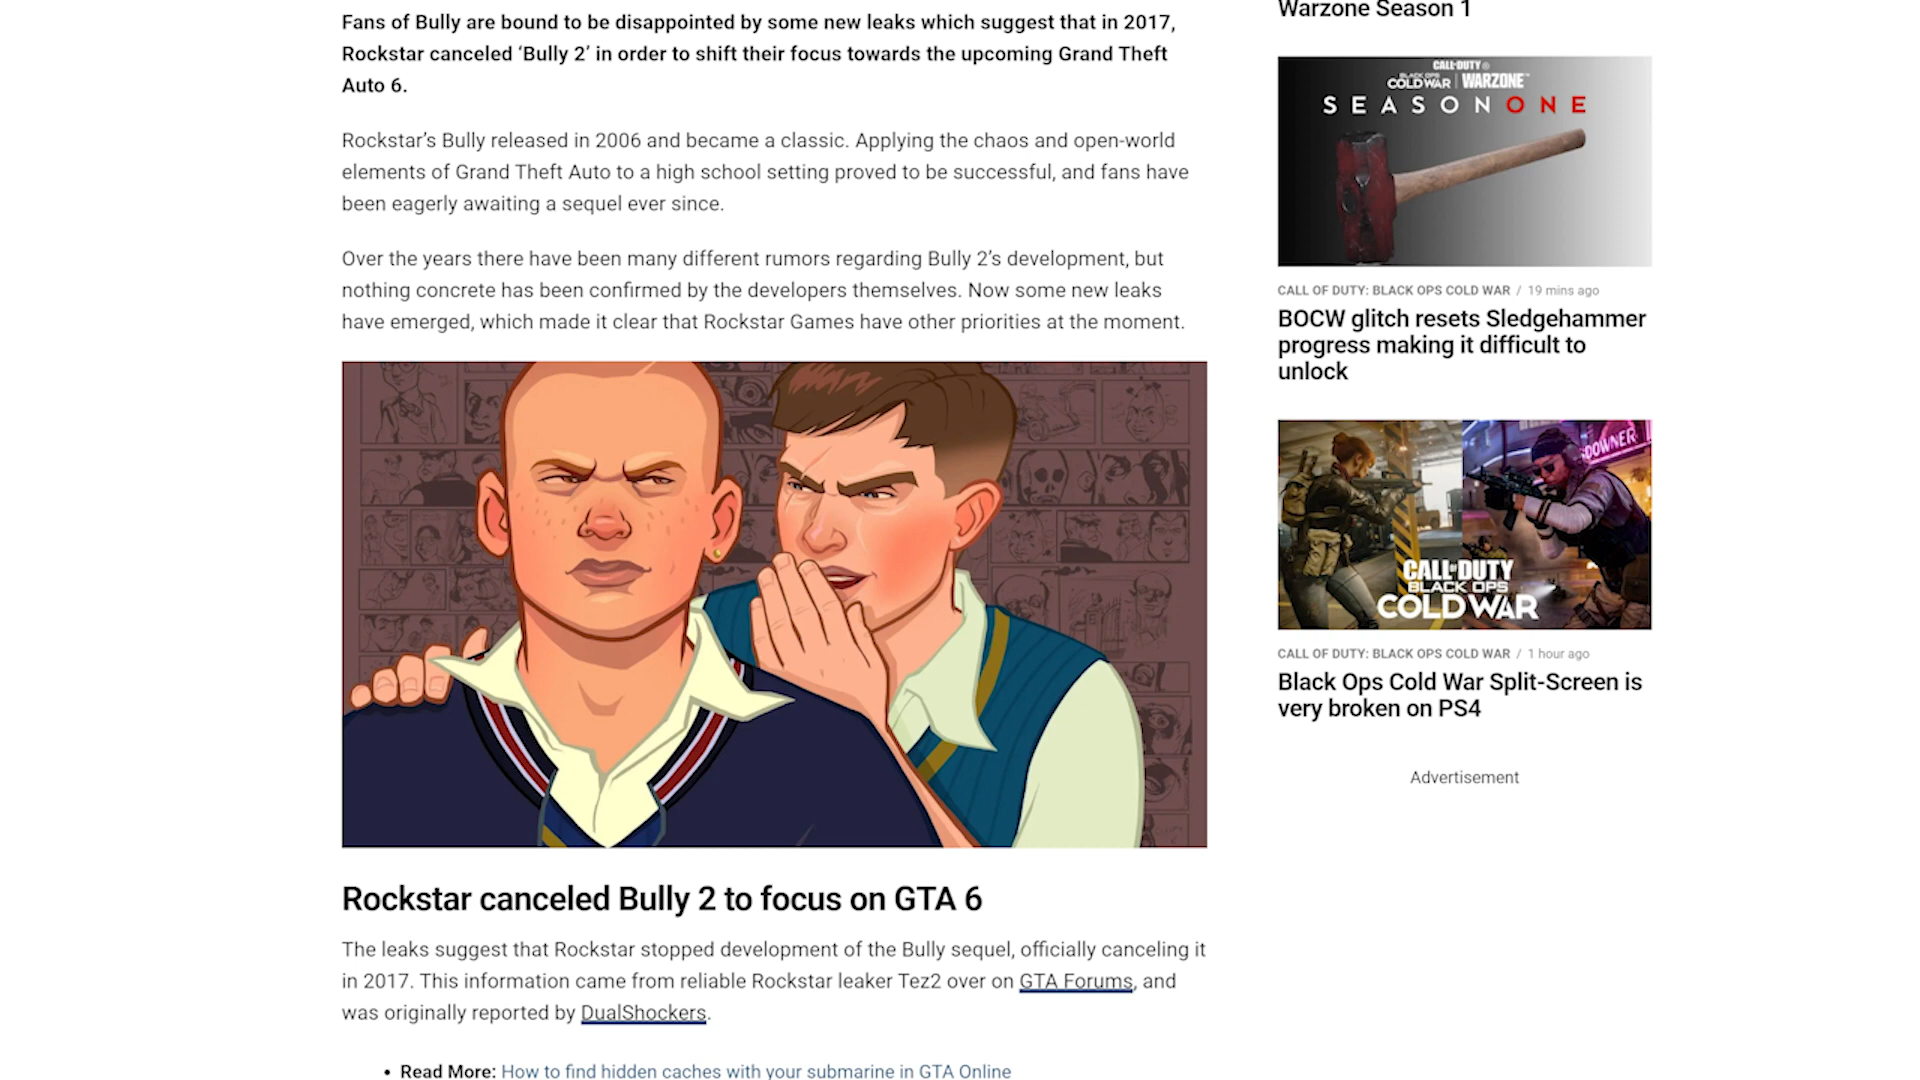 Fans of Bully are bound to be disappointed by some new leaks which suggest that in 2017,
Rockstar canceled ‘Bully 2’ in order to shift their focus towards the upcoming Grand Theft
Auto 6.
Rockstar’s Bully released in 2006 and became a classic. Applying the chaos and open-world
elements of Grand Theft Auto to a high school setting proved to be successful, and fans have
been eagerly awaiting a sequel ever since.
Over the years there have been many different rumors regarding Bully 2’s development, but
nothing concrete has been confirmed by the developers themselves. Now some new leaks
have emerged, which made it clear that Rockstar Games have other priorities at the moment.
Rockstar canceled Bully 2 to focus on GTA 6
The leaks suggest that Rockstar stopped development of the Bully sequel, officially canceling it
in 2017. This information came from reliable Rockstar leaker Tez2 over on GTA Forums, and
was originally reported by DualShockers.
• Read More: How to find hidden caches with your submarine in GTA Online
Warzone Season 1
CALL OF DUTY®
BLACK OPS
COLD WAR | WARZONE™
SEASON ONE
CALL OF DUTY: BLACK OPS COLD WAR / 19 mins ago
BOCW glitch resets Sledgehammer
progress making it difficult to
unlock
DOWNER
CALL OF DUTY
BLACK OPS
COLD WAR
CALL OF DUTY: BLACK OPS COLD WAR / 1 hour ago
Black Ops Cold War Split-Screen is
very broken on PS4
Advertisement